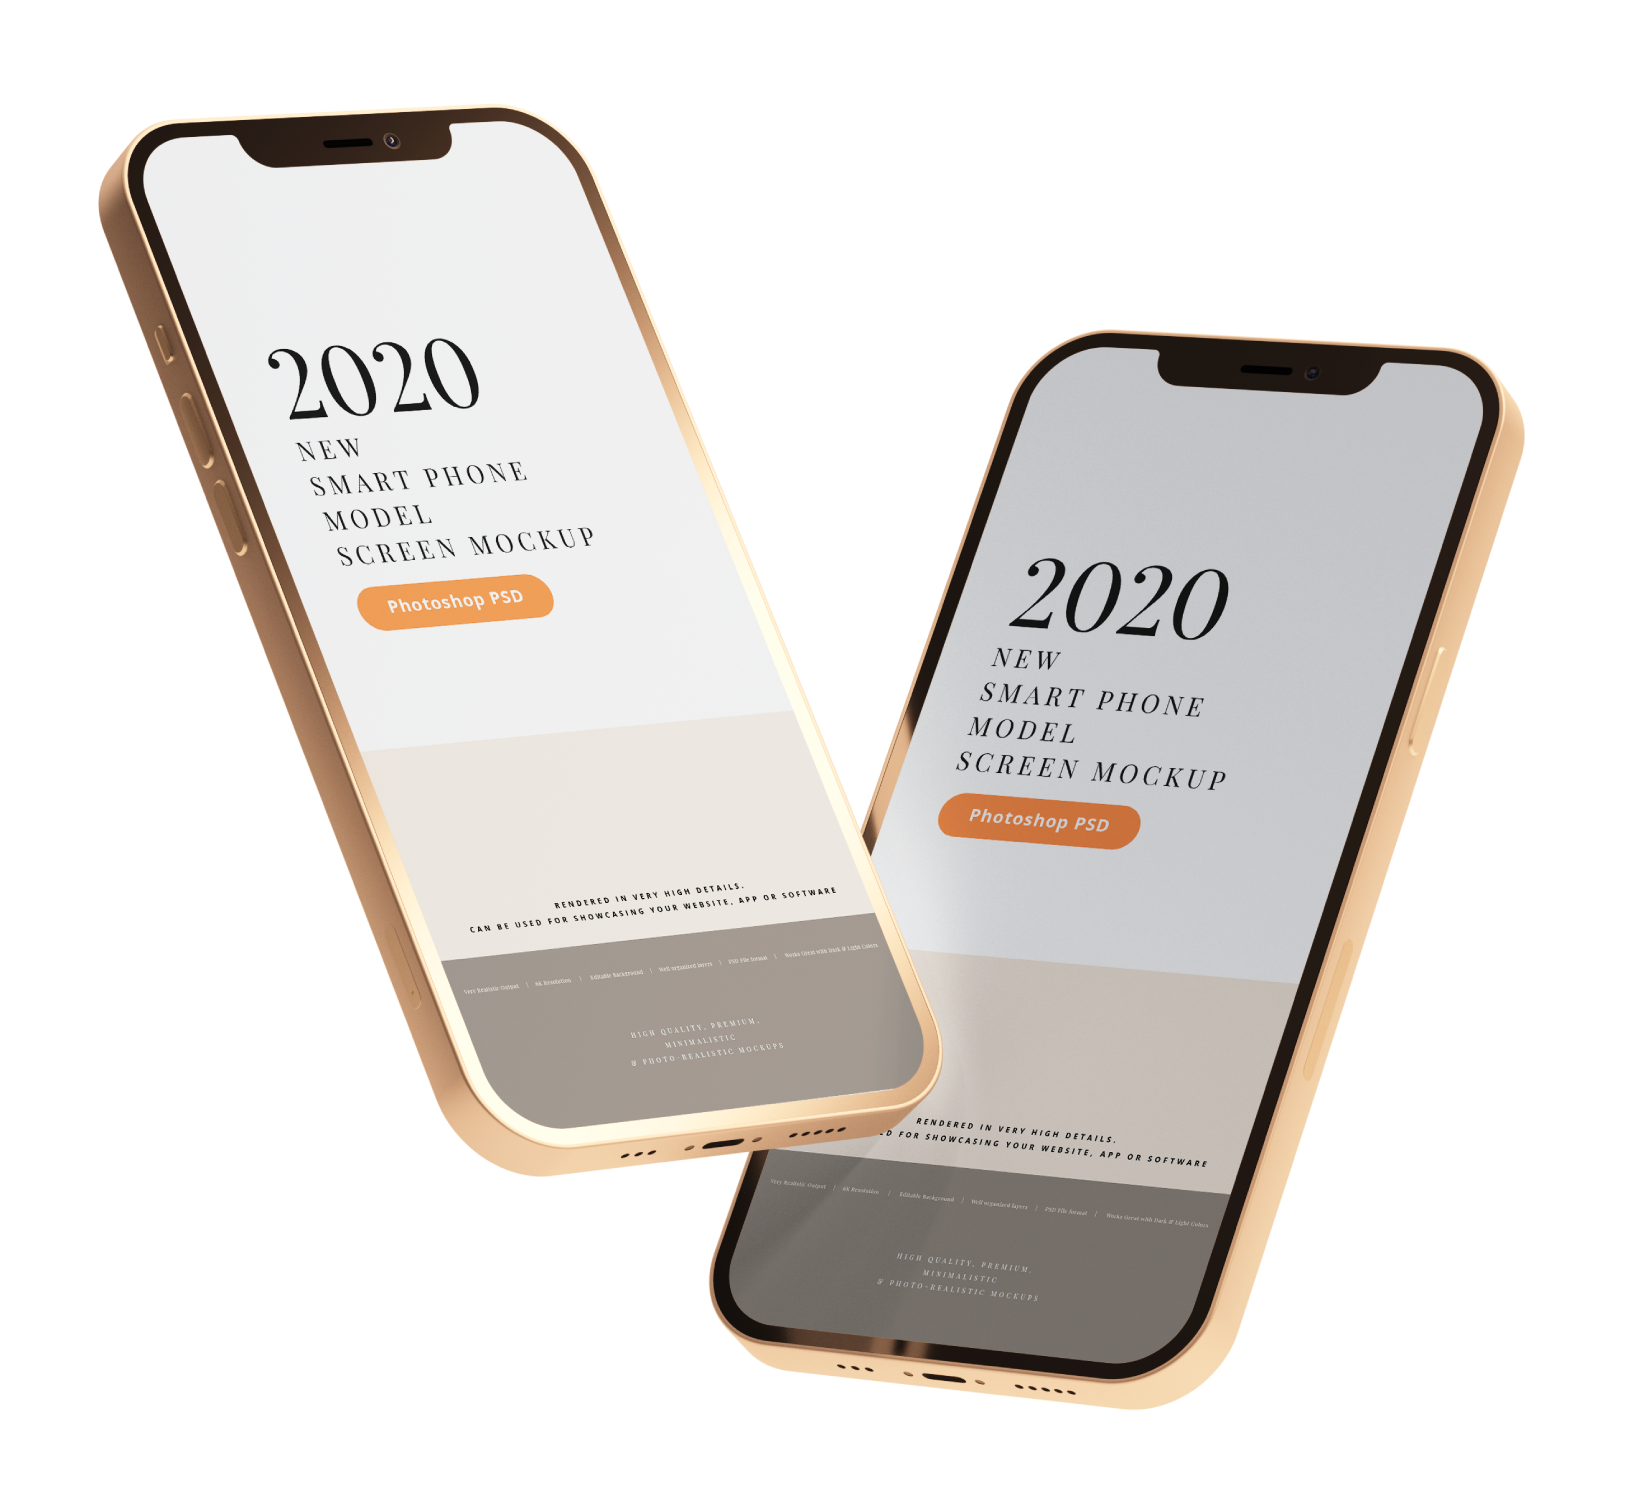 2020
NEW
SMART PHONE
MODEL
SCREEN MOCKUP
Photoshop PSD
RENDERED IN VERY HIGH DETAILS.
CAN BE USED FOR SHOWCASING YOUR WEBSITE, APP OR SOFTWARE
Very Realistic Output | 6K Resolution | Editable Background | Well organized layers | PSD File format | Works Great with Dark & Light Colors
HIGH QUALITY, PREMIUM.
MINIMALISTIC
& PHOTO-REALISTIC MOCKUPS
2020
NEW
SMART PHONE
MODEL
SCREEN MOCKUP
Photoshop PSD
RENDERED IN VERY HIGH DETAILS.
FOR SHOWCASING YOUR WEBSITE, APP OR SOFTWARE
Very Realistic Output | 6K Resolution | Editable Background | Well organized layers | PSD File format | Works Great with Dark & Light Colors
HIGH QUALITY, PREMIUM.
MINIMALISTIC
& PHOTO-REALISTIC MOCKUPS